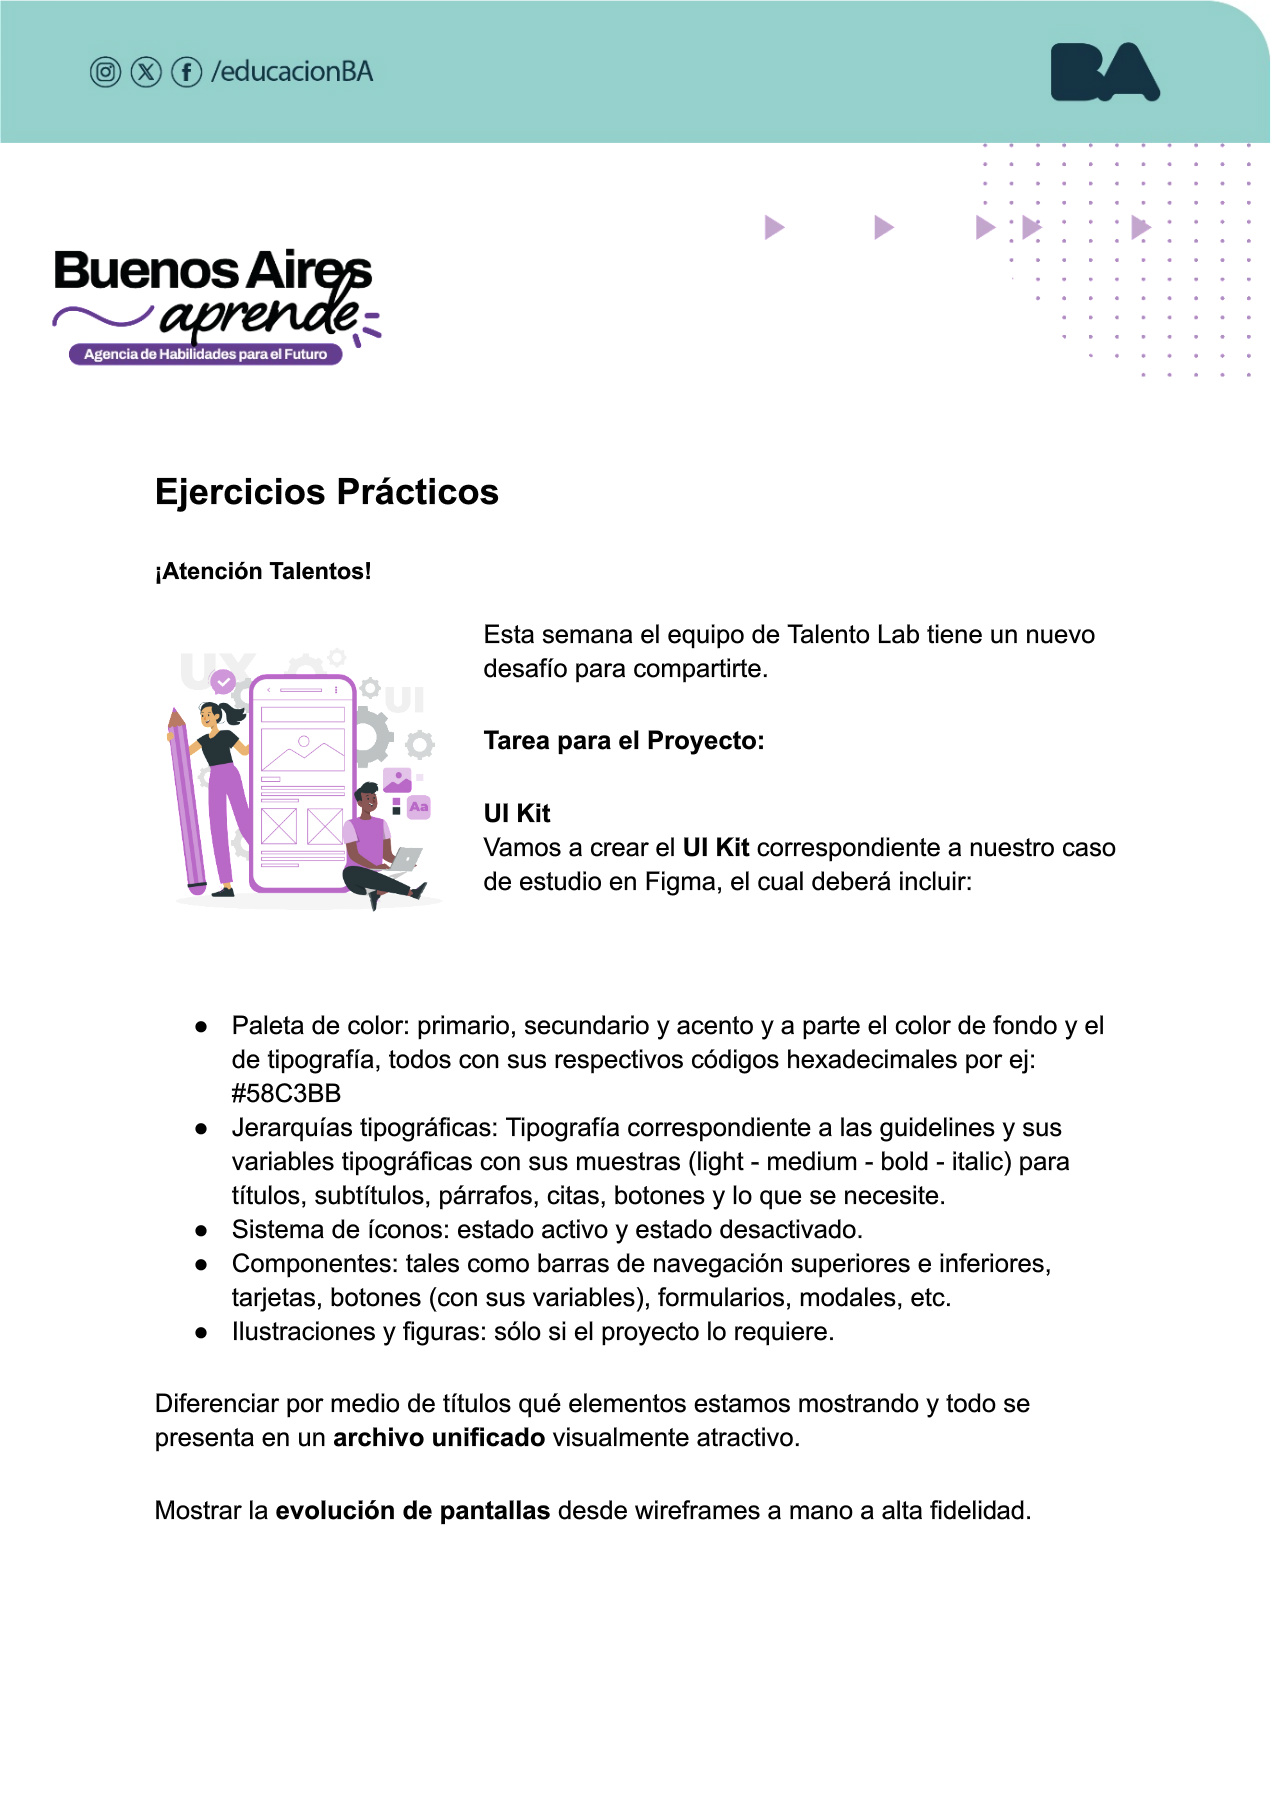 /educacionBA
BA
Buenos Aires
aprende
Agencia de Habilidades para el Futuro
Ejercicios Prácticos
¡Atención Talentos!
UX
UI
Aa
Esta semana el equipo de Talento Lab tiene un nuevo
desafío para compartirte.
Tarea para el Proyecto:
UI Kit
Vamos a crear el UI Kit correspondiente a nuestro caso
de estudio en Figma, el cual deberá incluir:
● Paleta de color: primario, secundario y acento y a parte el color de fondo y el
de tipografía, todos con sus respectivos códigos hexadecimales por ej:
#58C3BB
● Jerarquías tipográficas: Tipografía correspondiente a las guidelines y sus
variables tipográficas con sus muestras (light - medium - bold - italic) para
títulos, subtítulos, párrafos, citas, botones y lo que se necesite.
● Sistema de íconos: estado activo y estado desactivado.
● Componentes: tales como barras de navegación superiores e inferiores,
tarjetas, botones (con sus variables), formularios, modales, etc.
● Ilustraciones y figuras: sólo si el proyecto lo requiere.
Diferenciar por medio de títulos qué elementos estamos mostrando y todo se
presenta en un archivo unificado visualmente atractivo.
Mostrar la evolución de pantallas desde wireframes a mano a alta fidelidad.